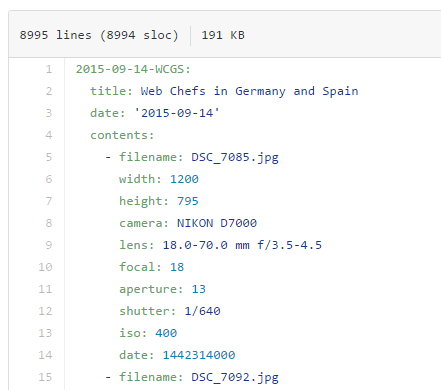 8995 lines (8994 sloc) 191 KB
1 2015-09-14-WCGS:
2 title: Web Chefs in Germany and Spain
3 date: '2015-09-14'
4 contents:
5 - filename: DSC_7085.jpg
6 width: 1200
7 height: 795
8 camera: NIKON D7000
9 lens: 18.0-70.0 mm f/3.5-4.5
10 focal: 18
11 aperture: 13
12 shutter: 1/640
13 iso: 400
14 date: 1442314000
15 - filename: DSC_7092.jpg